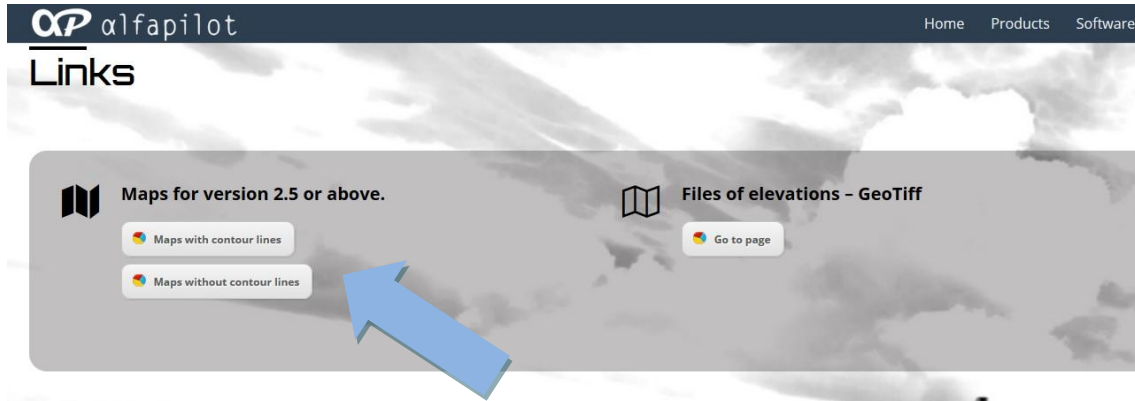 αP αlfapilot
Home Products Software
Links
Maps for version 2.5 or above.
Maps with contour lines
Maps without contour lines
Files of elevations – GeoTiff
Go to page